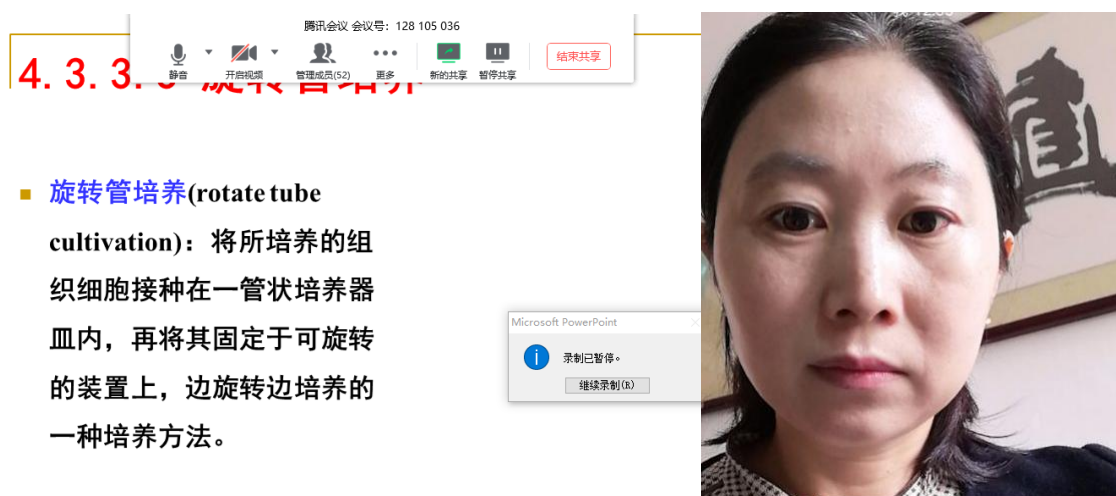 腾讯会议 会议号：128 105 036
静音 开启视频 管理成员(52) 更多 新的共享 暂停共享 结束共享
4.3.3. 旋转管培养
旋转管培养(rotate tube
cultivation)：将所培养的组
织细胞接种在一管状培养器
皿内，再将其固定于可旋转
的装置上，边旋转边培养的
一种培养方法。
Microsoft PowerPoint
录制已暂停。
继续录制(R)